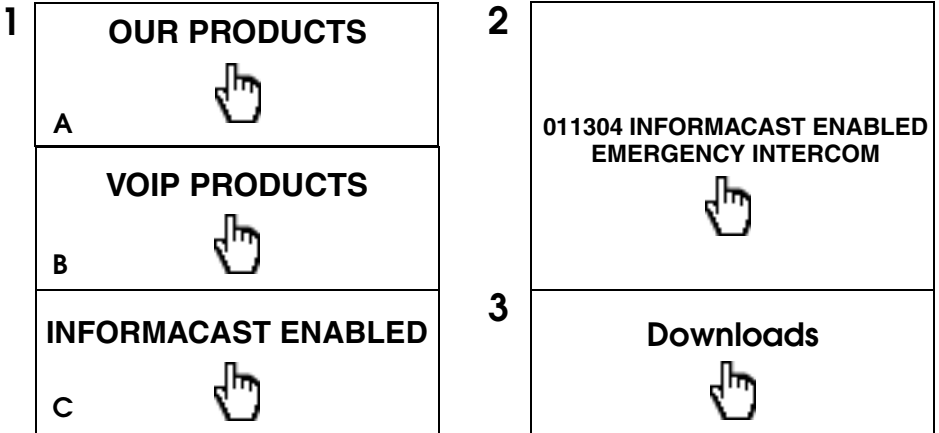 1
OUR PRODUCTS
A
VOIP PRODUCTS
B
INFORMACAST ENABLED
C
2
011304 INFORMACAST ENABLED
EMERGENCY INTERCOM
3
Downloads